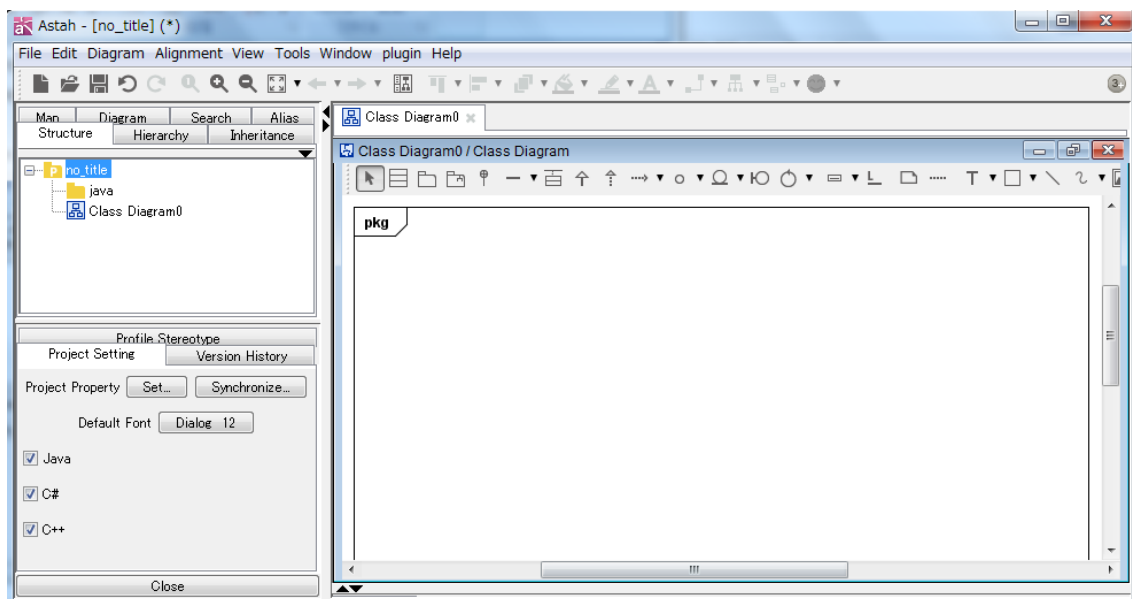 Astah - [no_title] (*)
File Edit Diagram Alignment View Tools Window plugin Help
3
Map Diagram Search Alias
Structure Hierarchy Inheritance
no_title
java
Class Diagram0
Profile Stereotype
Project Setting Version History
Project Property Set... Synchronize...
Default Font Dialog 12
Java
C#
C++
Close
Class Diagram0
Class Diagram0 / Class Diagram
pkg